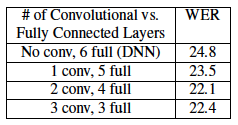 # of Convolutional vs. WER
Fully Connected Layers
No conv, 6 full (DNN) 24.8
1 conv, 5 full 23.5
2 conv, 4 full 22.1
3 conv, 3 full 22.4